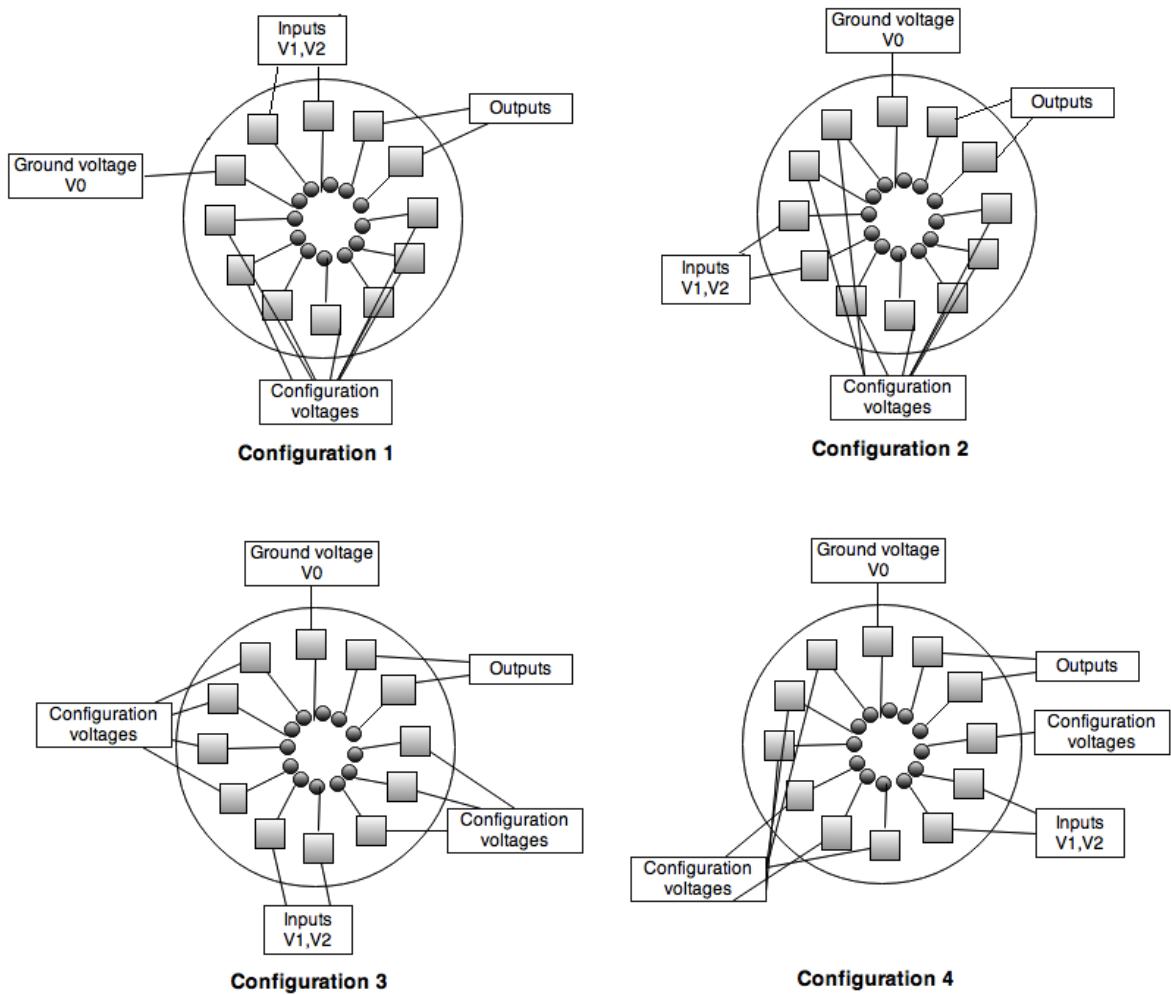 Inputs
V1,V2
Outputs
Ground voltage
V0
Configuration
voltages
Configuration 1
Ground voltage
V0
Outputs
Inputs
V1,V2
Configuration
voltages
Configuration 2
Ground voltage
V0
Outputs
Configuration
voltages
Configuration
voltages
Inputs
V1,V2
Configuration 3
Ground voltage
V0
Outputs
Configuration
voltages
Inputs
V1,V2
Configuration
voltages
Configuration 4